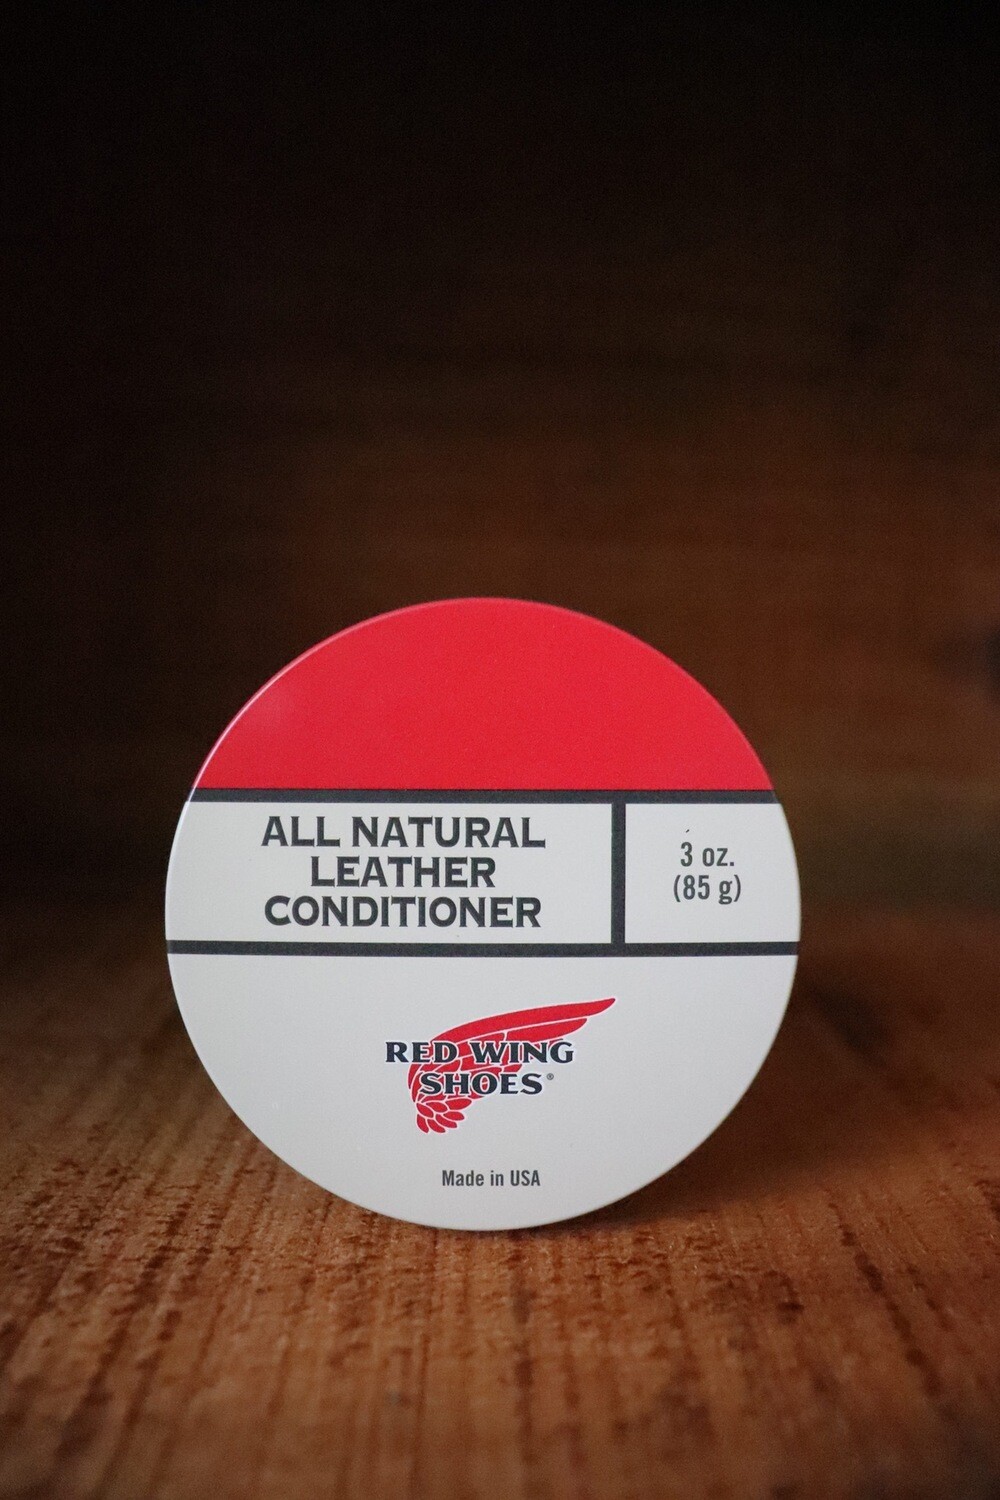 ALL NATURAL
LEATHER
CONDITIONER
3 oz.
(85 g)
RED WING
SHOES®
Made in USA